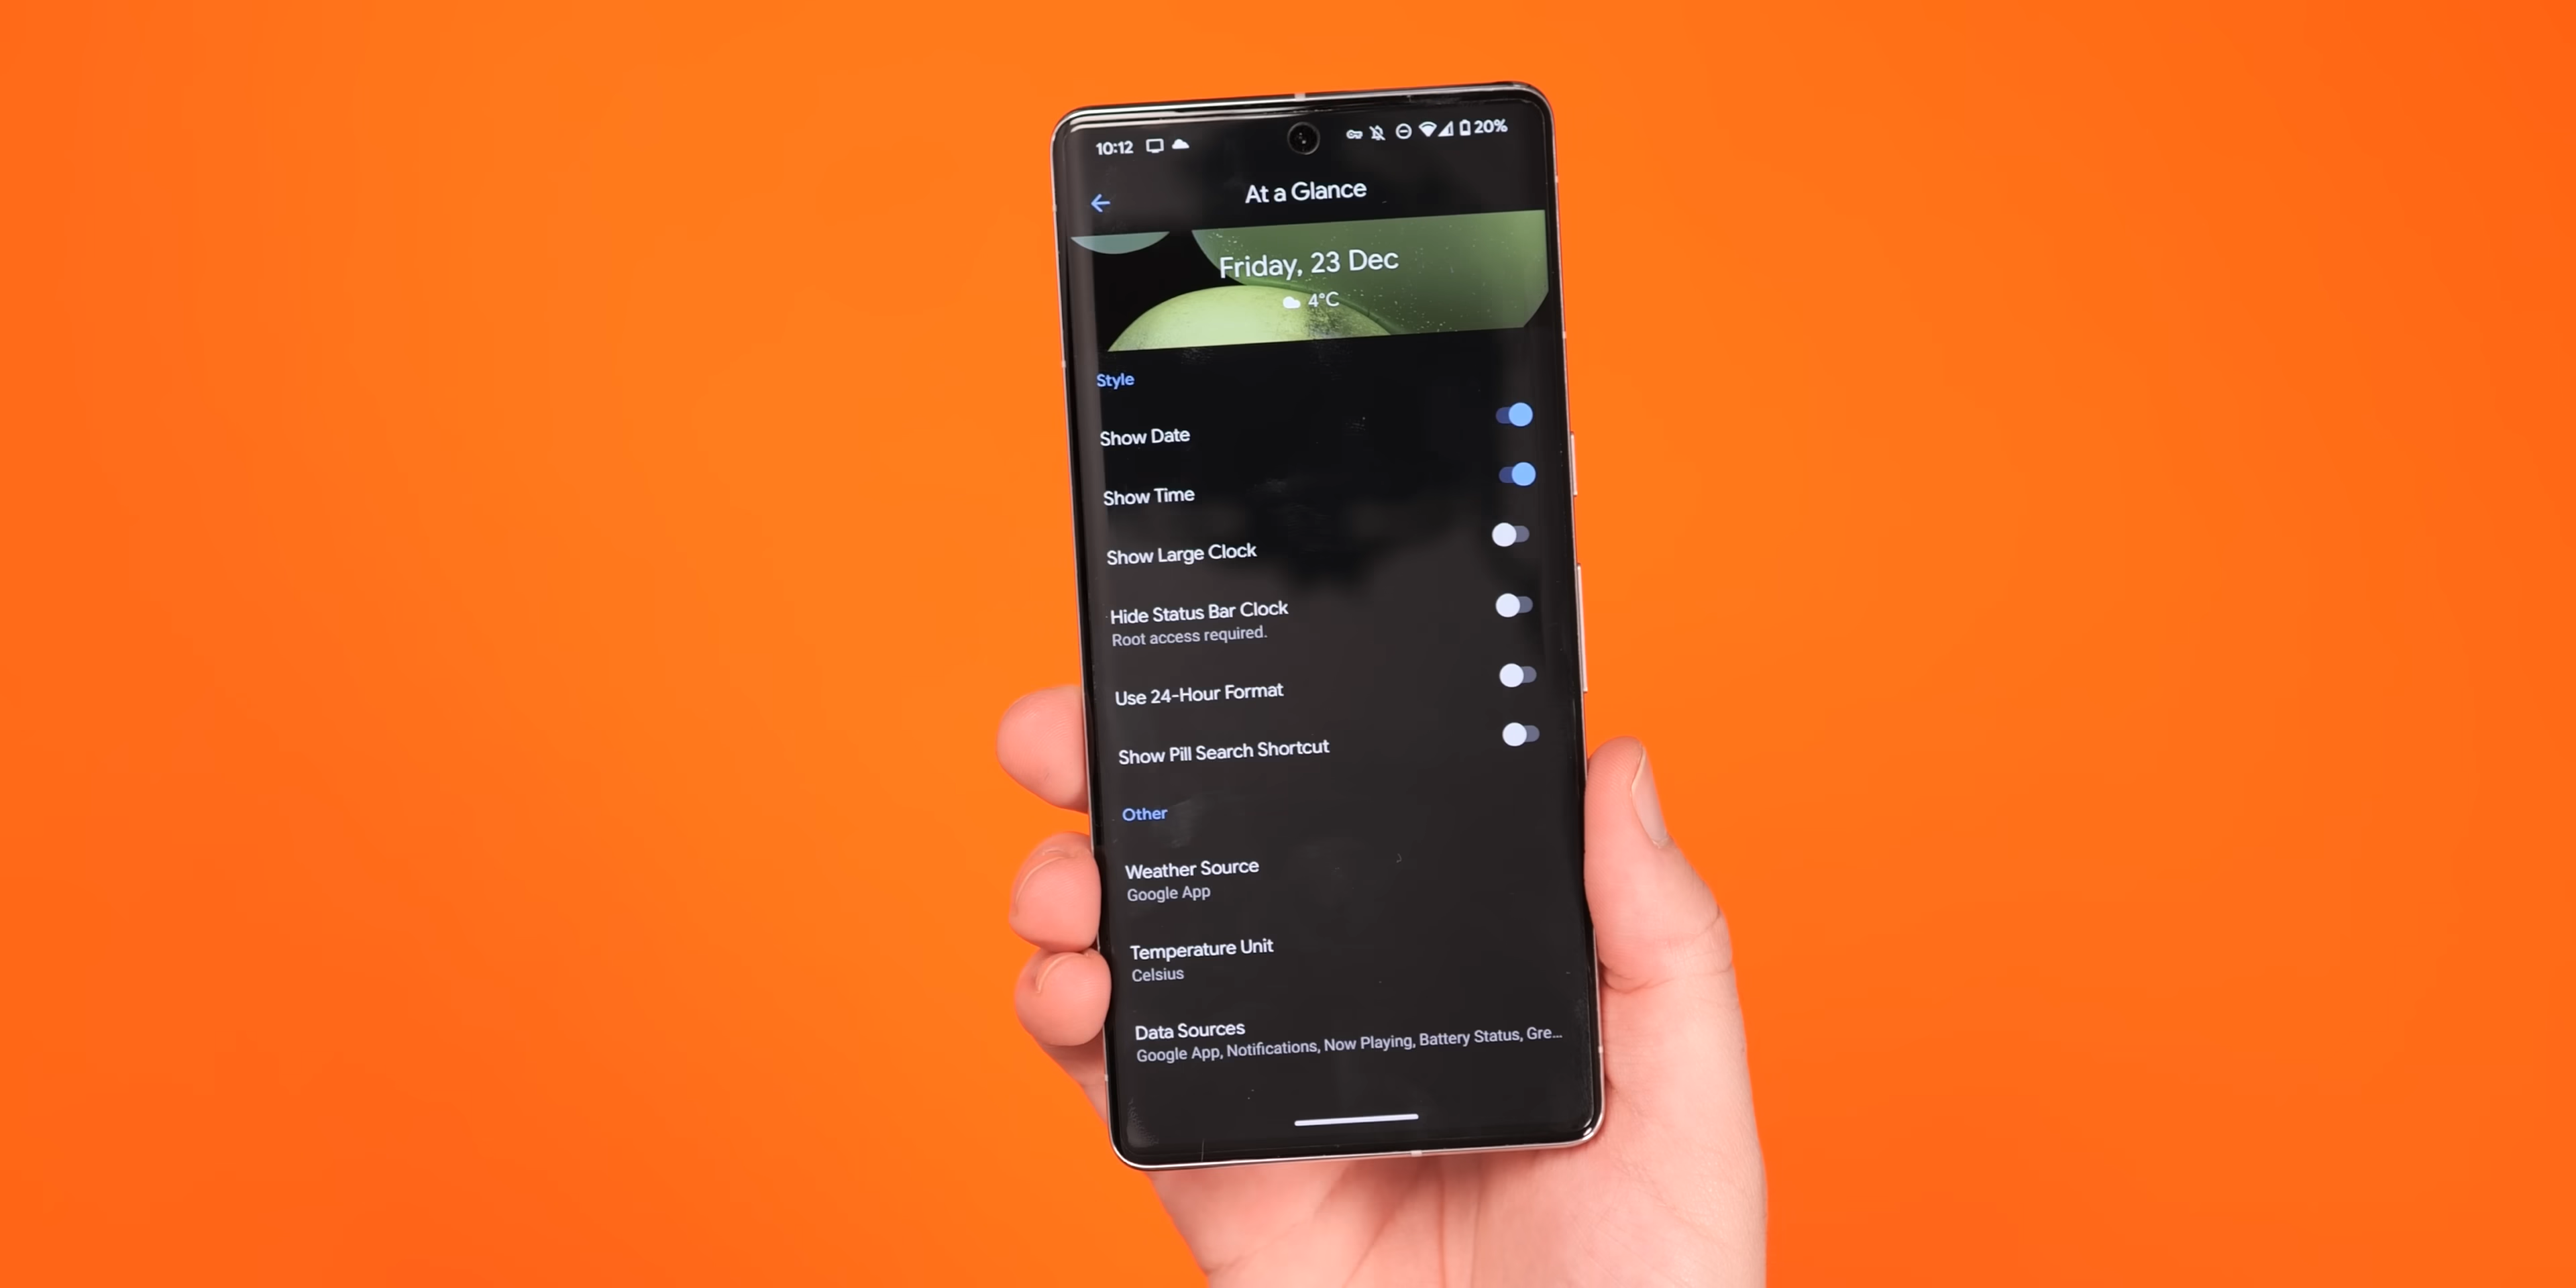 10:12 20%
At a Glance
Friday, 23 Dec
4°C
Style
Show Date
Show Time
Show Large Clock
Hide Status Bar Clock
Root access required.
Use 24-Hour Format
Show Pill Search Shortcut
Other
Weather Source
Google App
Temperature Unit
Celsius
Data Sources
Google App, Notifications, Now Playing, Battery Status, Gre...